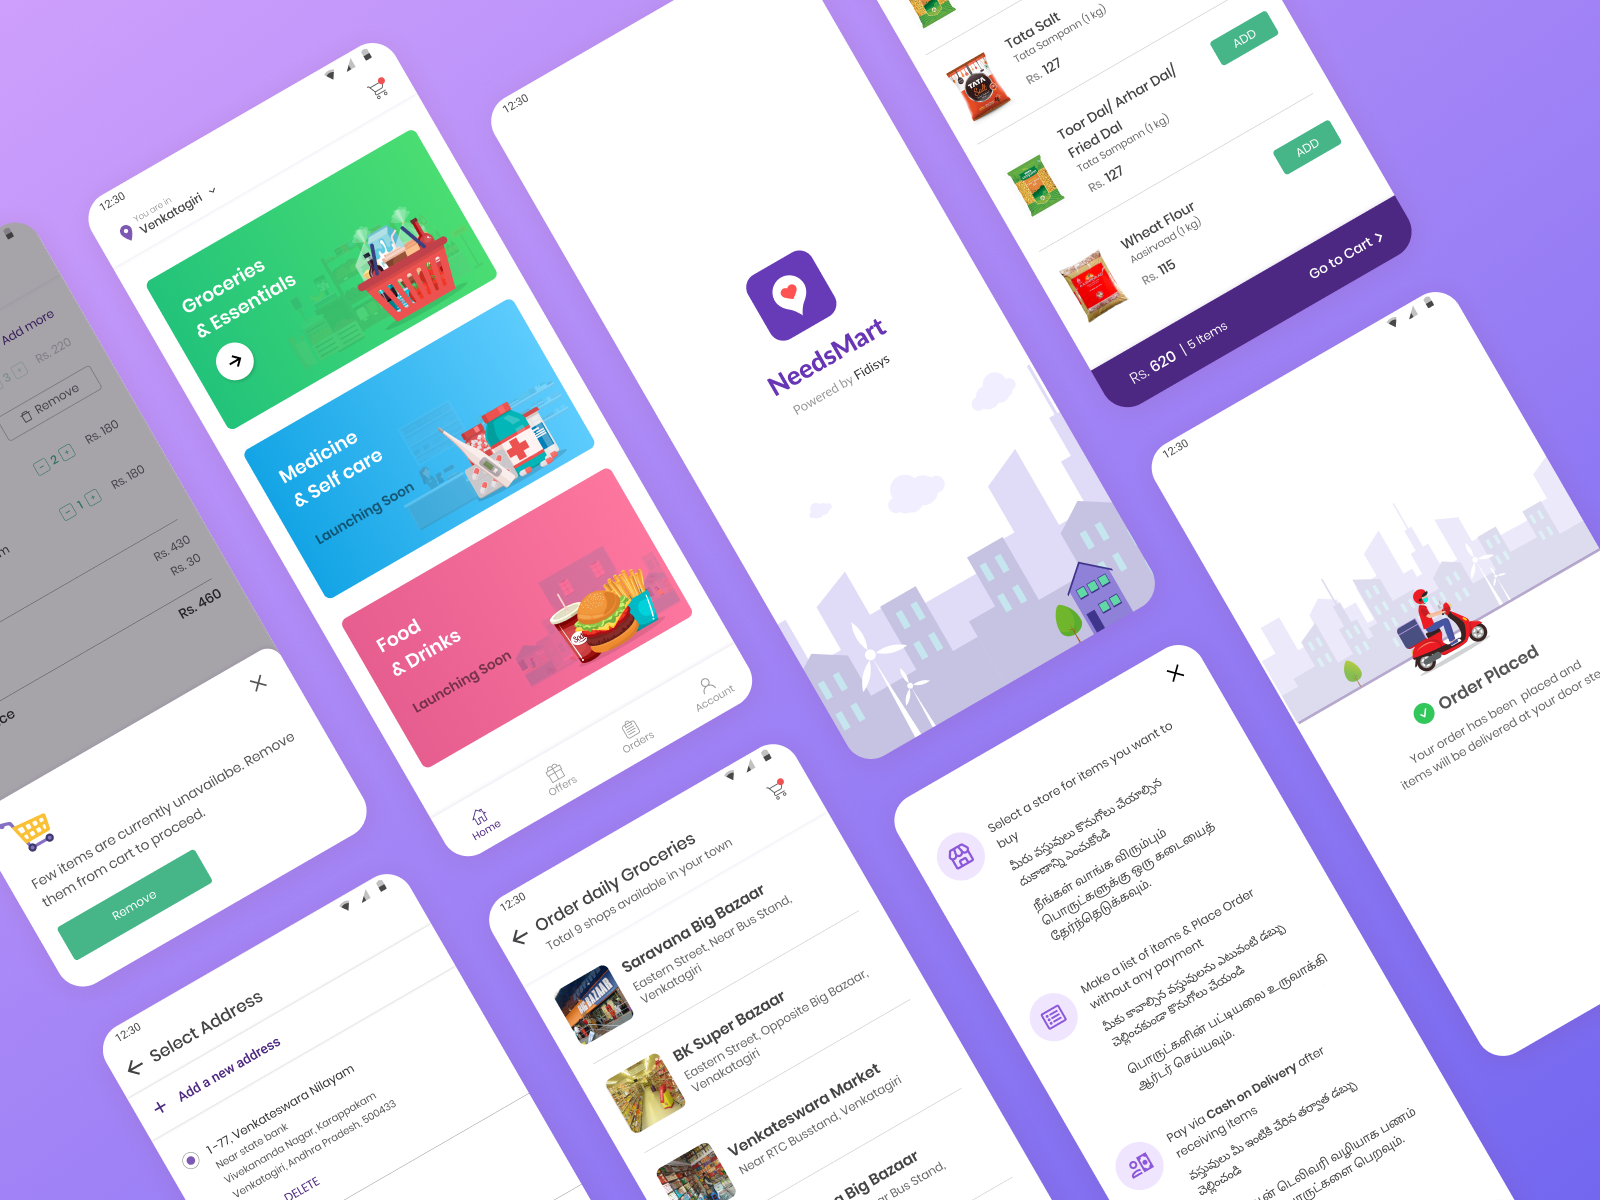 Add more
3
Rs. 220
Remove
2
Rs. 180
1
Rs. 180
Rs. 430
Rs. 30
Rs. 460
Few items are currently unavailabe. Remove
them from cart to proceed.
Remove
12:30
You are in
Venkatagiri
Groceries
& Essentials
Medicine
& Self care
Launching Soon
Food
& Drinks
Launching Soon
Home
Offers
Orders
Account
12:30
NeedsMart
Powered by Fidisys
Tata Salt
Tata Sampann (1 kg)
Rs. 127
ADD
Toor Dal/ Arhar Dal/
Fried Dal
Tata Sampann (1 kg)
Rs. 127
ADD
Wheat Flour
Aasirvaad (1 kg)
Rs. 115
Rs. 620 | 5 Items
Go to Cart
12:30
Order Placed
Your order has been placed and
items will be delivered at your door
12:30
Select Address
Add a new address
1-77, Venkateswara Nilayam
Near state bank
Vivekananda Nagar, Karappakam
Venkatagiri, Andhra Pradesh, 500433
DELETE
12:30
Order daily Groceries
Total 9 shops available in your town
Saravana Big Bazaar
Eastern Street, Near Bus Stand,
Venkatagiri
BK Super Bazaar
Eastern Street, Opposite Big Bazaar,
Venakatagiri
Venkateswara Market
Near RTC Busstand, Venkatagiri
Big Bazaar
Bus Stand,
Select a store for items you want to
buy
మీరు వస్తువులు కొనుగోలు చేయాల్సిన
దుకాణాన్ని ఎంచుకోండి
நீங்கள் வாங்க விரும்பும்
பொருட்களுக்கு ஒரு கடையைத்
தேர்ந்தெடுக்கவும்.
Make a list of items & Place Order
without any payment
మీకు కావాల్సిన వస్తువులను ఎటువంటి డబ్బు
చెల్లించకుండా కొనుగోలు చేయండి
பொருட்களின் பட்டியலை உருவாக்கி
ஆர்டர் செய்யவும்.
Pay via Cash on Delivery after
receiving items
వస్తువులు మీ ఇంటికి చేరిన తర్వాత డబ్బు
చెల్లించండి
டெலிவரி வழியாக பணம்
பெறவும்.